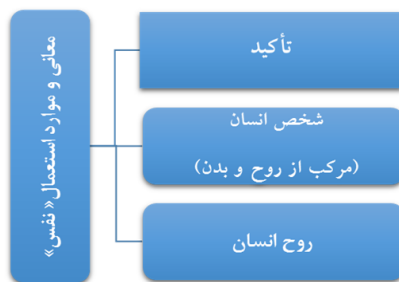 معانی و موارد استعمال«نفس»
تأکید
شخص انسان
(مرکب از روح و بدن)
روح انسان